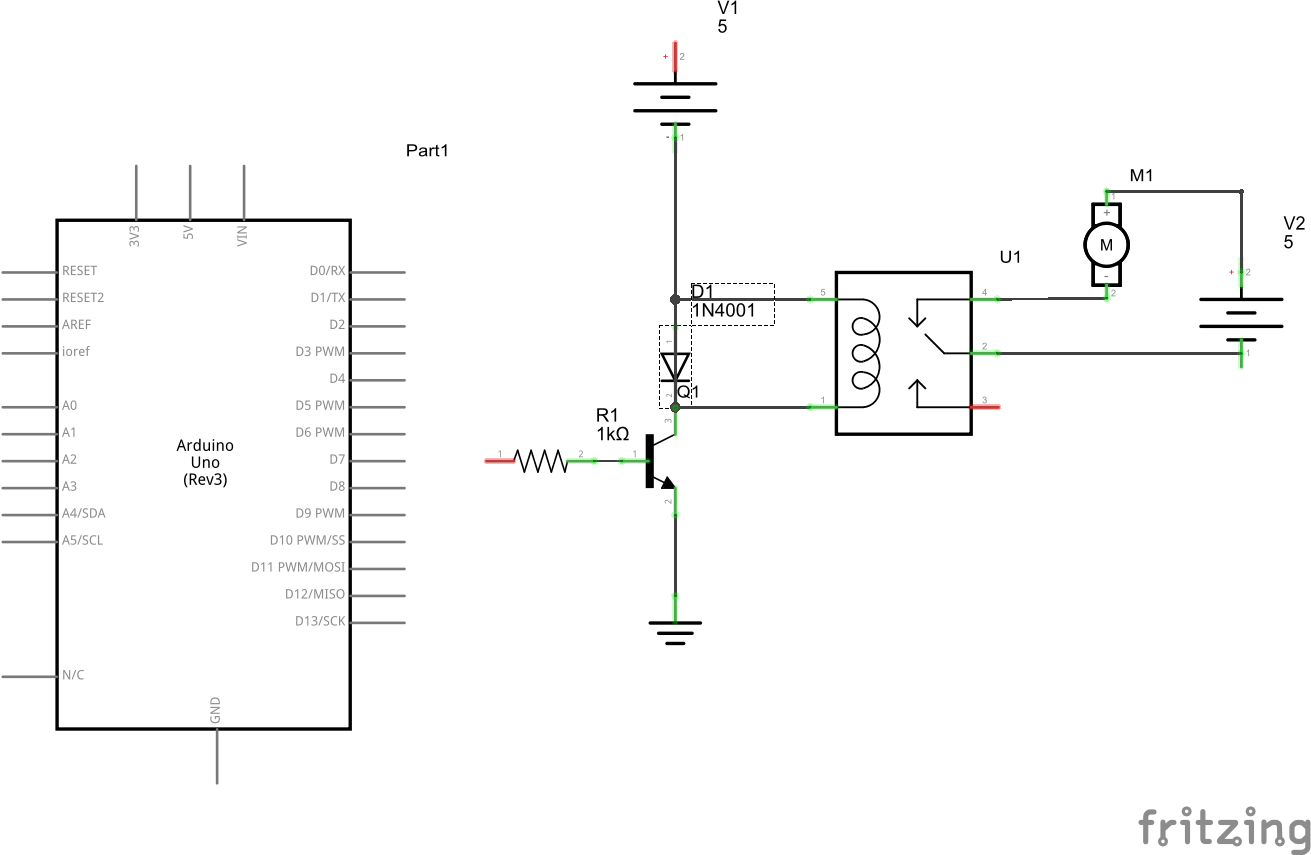 V1
5
+
2
-
1
Part1
3V3
5V
VIN
RESET
RESET2
AREF
ioref
A0
A1
A2
A3
A4/SDA
A5/SCL
N/C
Arduino
Uno
(Rev3)
D0/RX
D1/TX
D2
D3 PWM
D4
D5 PWM
D6 PWM
D7
D8
D9 PWM
D10 PWM/SS
D11 PWM/MOSI
D12/MISO
D13/SCK
GND
D1
1N4001
1
2
Q1
3
1
2
R1
1kΩ
1
2
U1
5
1
4
2
3
M1
1
+
M
-
2
V2
5
+
2
1
fritzing